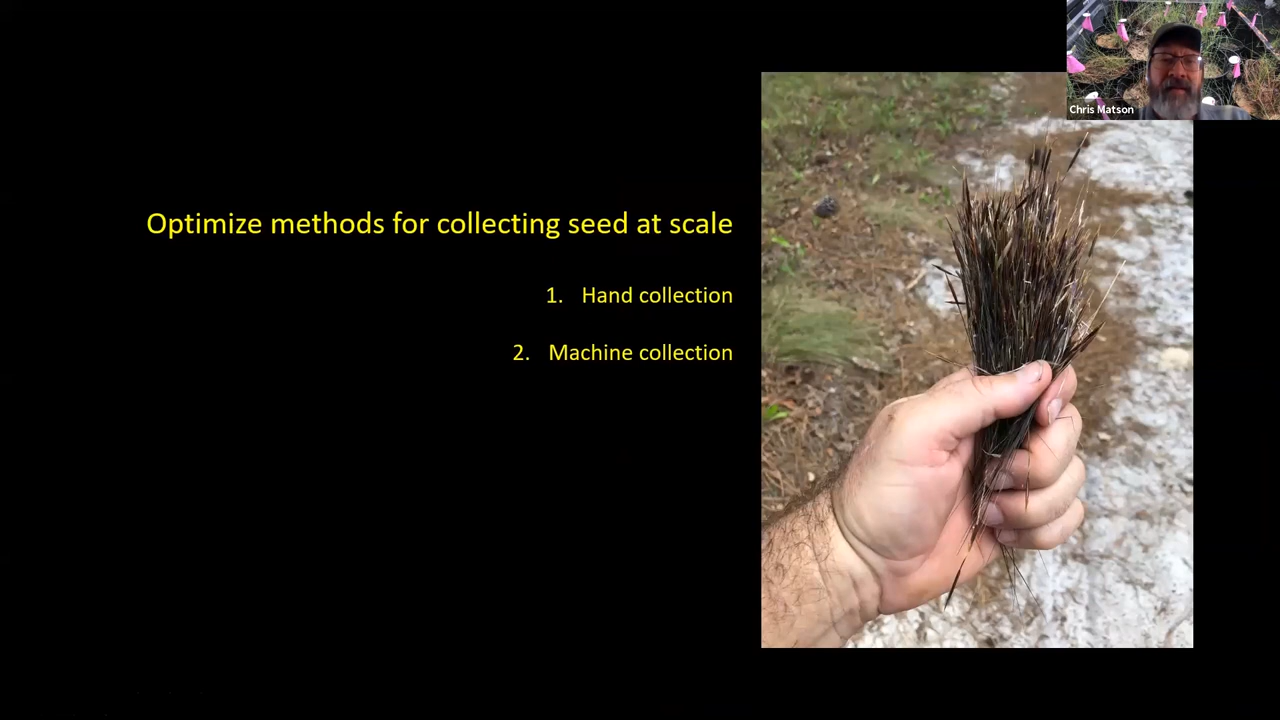 Chris Matson
Optimize methods for collecting seed at scale
1. Hand collection
2. Machine collection